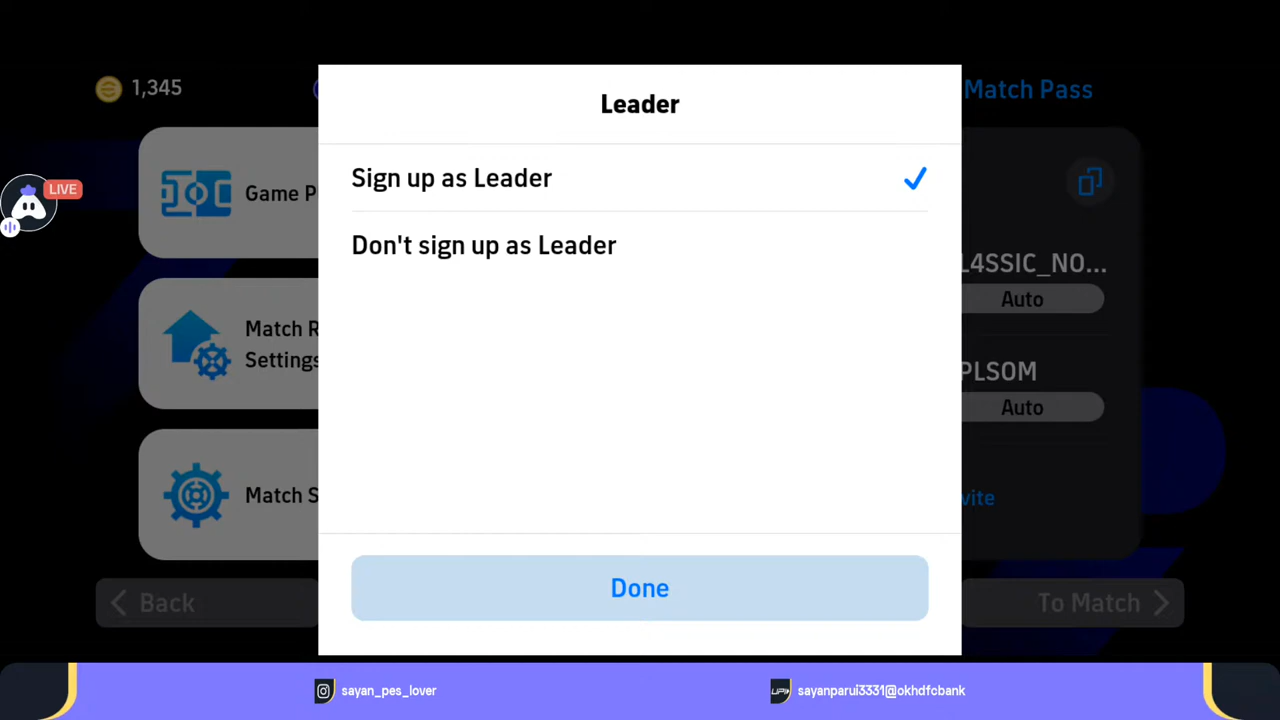 1,345
Match Pass
LIVE
Leader
Sign up as Leader
Don't sign up as Leader
Game P
Match R
Settings
Match S
L4SSIC_NO...
Auto
PLSOM
Auto
vite
Done
Back
To Match
sayan_pes_lover
UPI
sayanparui3331@okhdfcbank